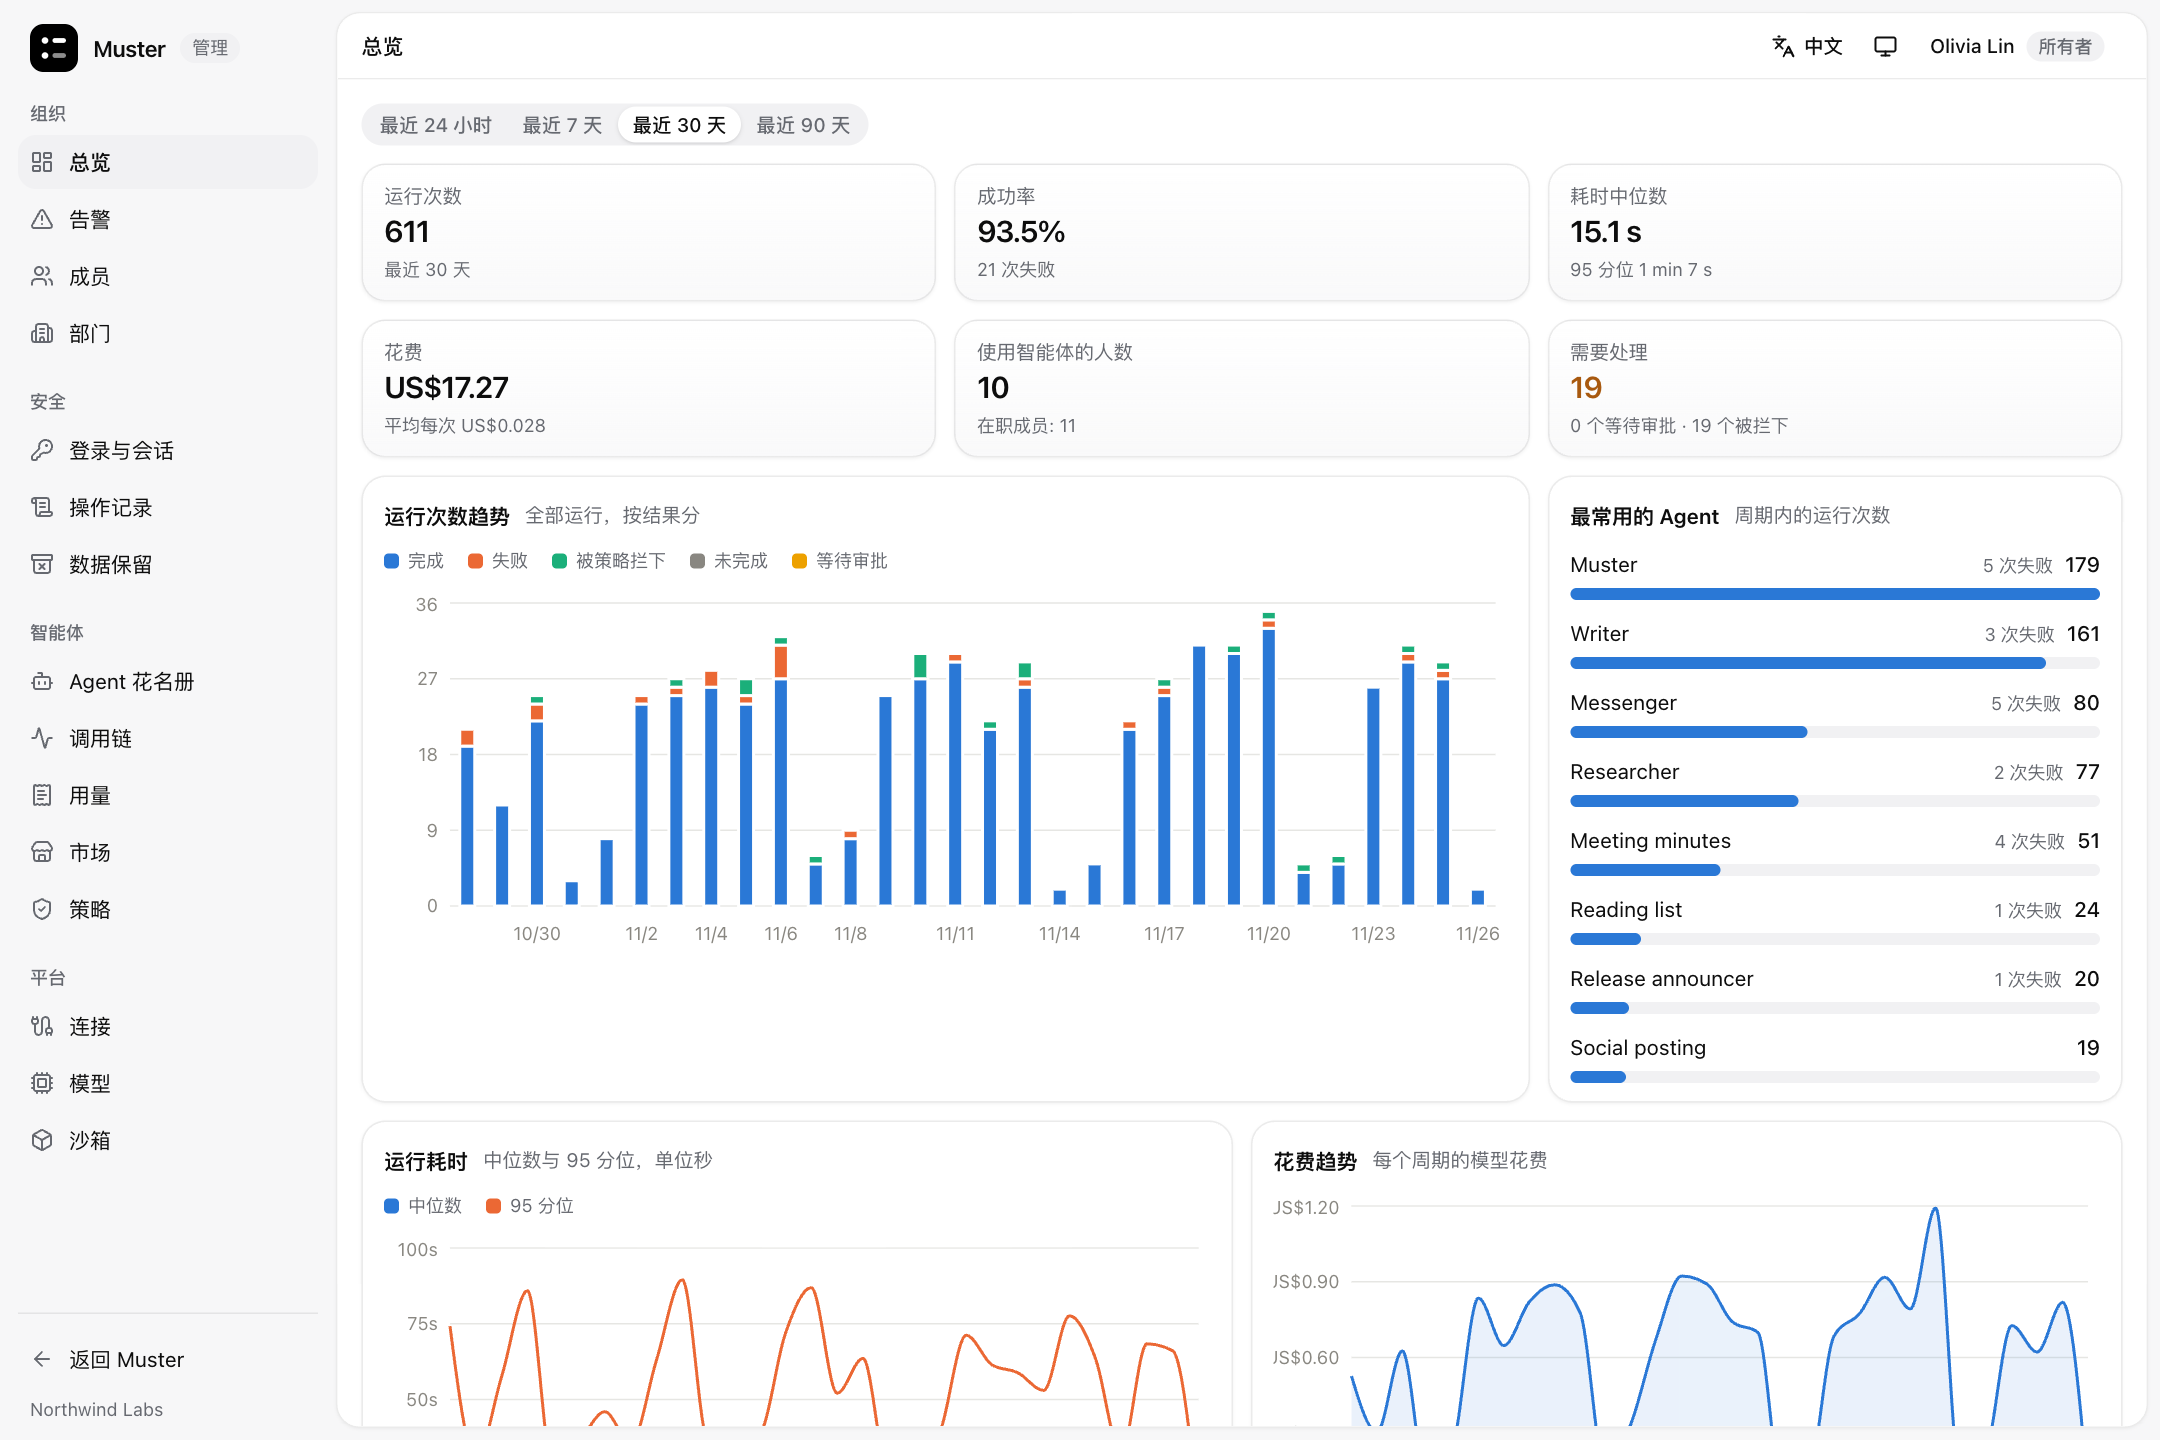 Muster 管理
组织
总览
告警
成员
部门
安全
登录与会话
操作记录
数据保留
智能体
Agent 花名册
调用链
用量
市场
策略
平台
连接
模型
沙箱
返回 Muster
Northwind Labs
总览
中文 Olivia Lin 所有者
最近 24 小时 最近 7 天 最近 30 天 最近 90 天
运行次数
611
最近 30 天
成功率
93.5%
21 次失败
耗时中位数
15.1 s
95 分位 1 min 7 s
花费
US$17.27
平均每次 US$0.028
使用智能体的人数
10
在职成员: 11
需要处理
19
0 个等待审批 · 19 个被拦下
运行次数趋势 全部运行，按结果分
完成 失败 被策略拦下 未完成 等待审批
36
27
18
9
0
10/30 11/2 11/4 11/6 11/8 11/11 11/14 11/17 11/20 11/23 11/26
最常用的 Agent 周期内的运行次数
Muster 5 次失败 179
Writer 3 次失败 161
Messenger 5 次失败 80
Researcher 2 次失败 77
Meeting minutes 4 次失败 51
Reading list 1 次失败 24
Release announcer 1 次失败 20
Social posting 19
运行耗时 中位数与 95 分位，单位秒
中位数 95 分位
100s
75s
50s
花费趋势 每个周期的模型花费
US$1.20
US$0.90
US$0.60